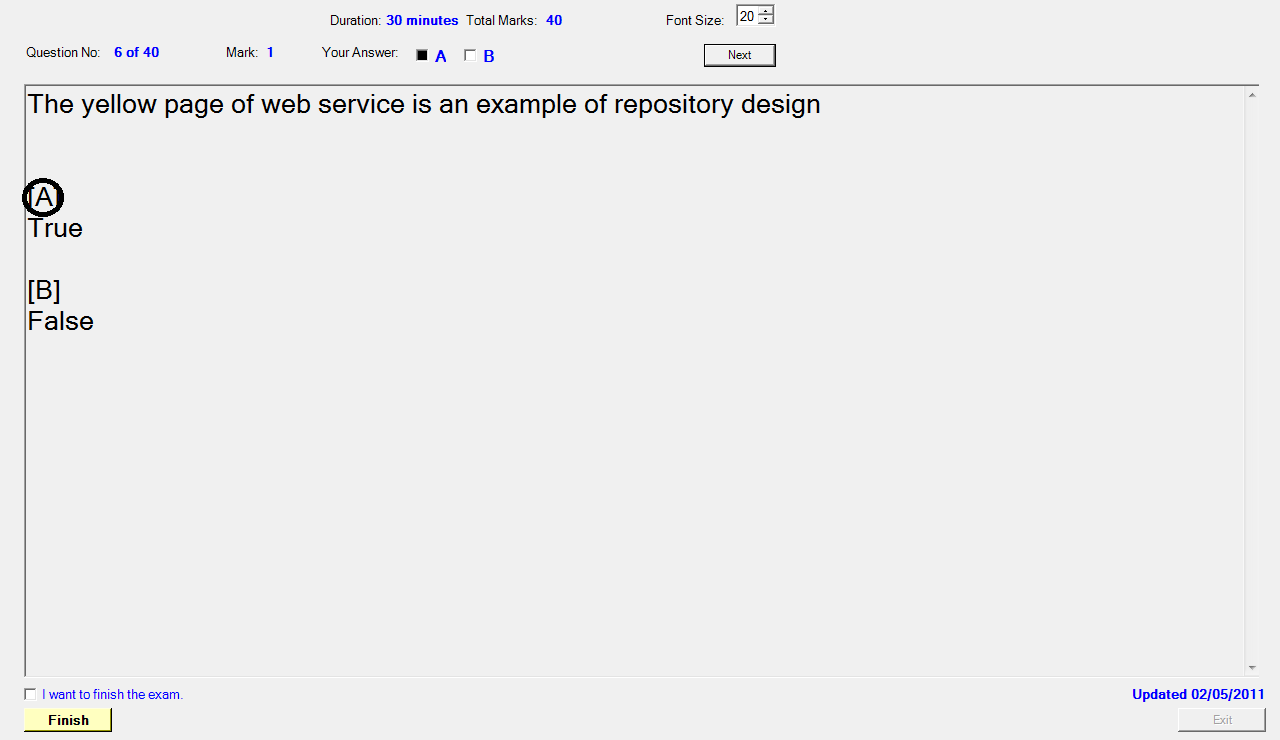 Duration: 30 minutes Total Marks: 40 Font Size: 20
Question No: 6 of 40 Mark: 1 Your Answer: A B Next
The yellow page of web service is an example of repository design
[A]
True
[B]
False
I want to finish the exam. Updated 02/05/2011
Finish Exit